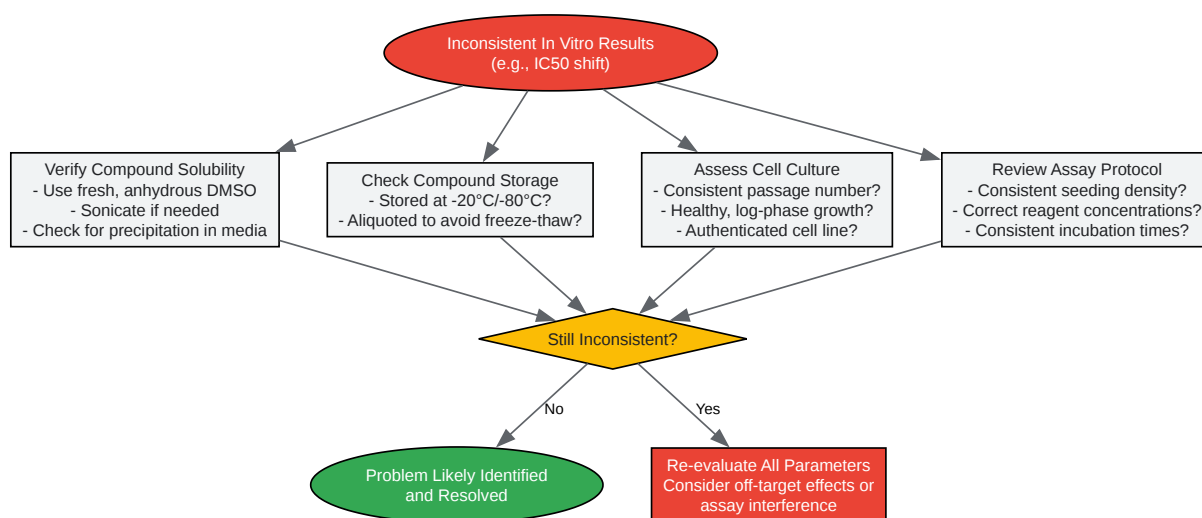 Inconsistent In Vitro Results
(e.g., IC50 shift)
Verify Compound Solubility
- Use fresh, anhydrous DMSO
- Sonicate if needed
- Check for precipitation in media
Check Compound Storage
- Stored at -20°C/-80°C?
- Aliquoted to avoid freeze-thaw?
Assess Cell Culture
- Consistent passage number?
- Healthy, log-phase growth?
- Authenticated cell line?
Review Assay Protocol
- Consistent seeding density?
- Correct reagent concentrations?
- Consistent incubation times?
Still Inconsistent?
No
Yes
Problem Likely Identified
and Resolved
Re-evaluate All Parameters
Consider off-target effects or
assay interference